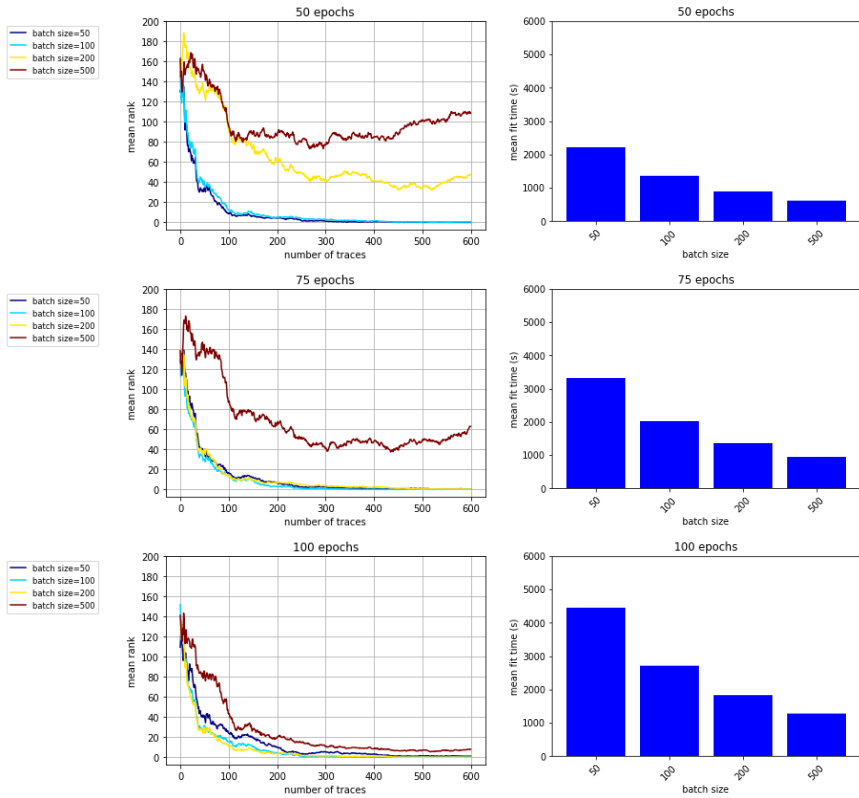 50 epochs
batch size=50
batch size=100
batch size=200
batch size=500
mean rank
200
180
160
140
120
100
80
60
40
20
0
0 100 200 300 400 500 600
number of traces
50 epochs
mean fit time (s)
6000
5000
4000
3000
2000
1000
0
50 100 200 500
batch size
75 epochs
batch size=50
batch size=100
batch size=200
batch size=500
mean rank
200
180
160
140
120
100
80
60
40
20
0
0 100 200 300 400 500 600
number of traces
75 epochs
mean fit time (s)
6000
5000
4000
3000
2000
1000
0
50 100 200 500
batch size
100 epochs
batch size=50
batch size=100
batch size=200
batch size=500
mean rank
200
180
160
140
120
100
80
60
40
20
0
0 100 200 300 400 500 600
number of traces
100 epochs
mean fit time (s)
6000
5000
4000
3000
2000
1000
0
50 100 200 500
batch size